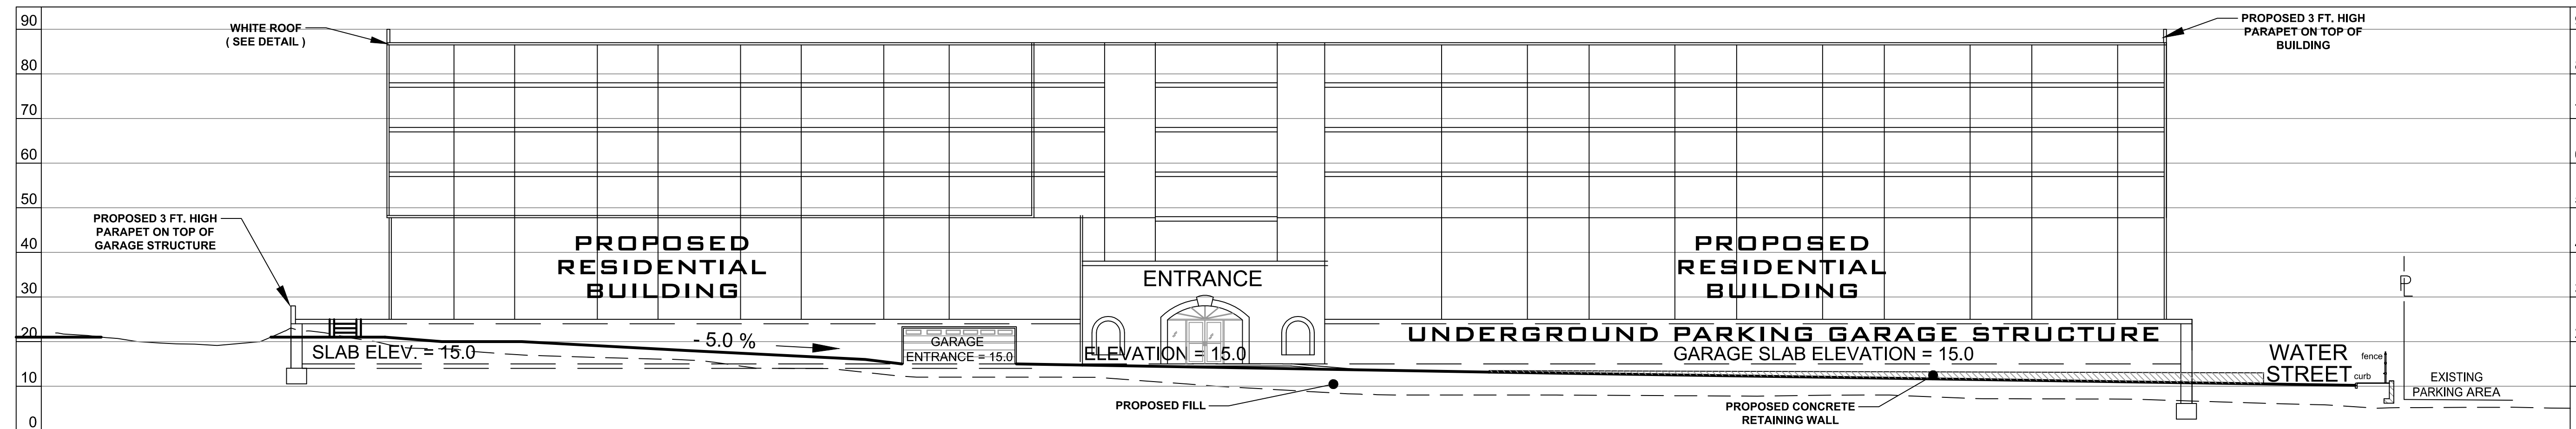 90
80
70
60
50
40
30
20
10
0
WHITE ROOF
( SEE DETAIL )
PROPOSED 3 FT. HIGH
PARAPET ON TOP OF
BUILDING
PROPOSED 3 FT. HIGH
PARAPET ON TOP OF
GARAGE STRUCTURE
PROPOSED
RESIDENTIAL
BUILDING
ENTRANCE
PROPOSED
RESIDENTIAL
BUILDING
PL
SLAB ELEV. = 15.0
- 5.0 %
GARAGE
ENTRANCE = 15.0
ELEVATION = 15.0
UNDERGROUND PARKING GARAGE STRUCTURE
GARAGE SLAB ELEVATION = 15.0
WATER
STREET
fence
curb
EXISTING
PARKING AREA
PROPOSED FILL
PROPOSED CONCRETE
RETAINING WALL